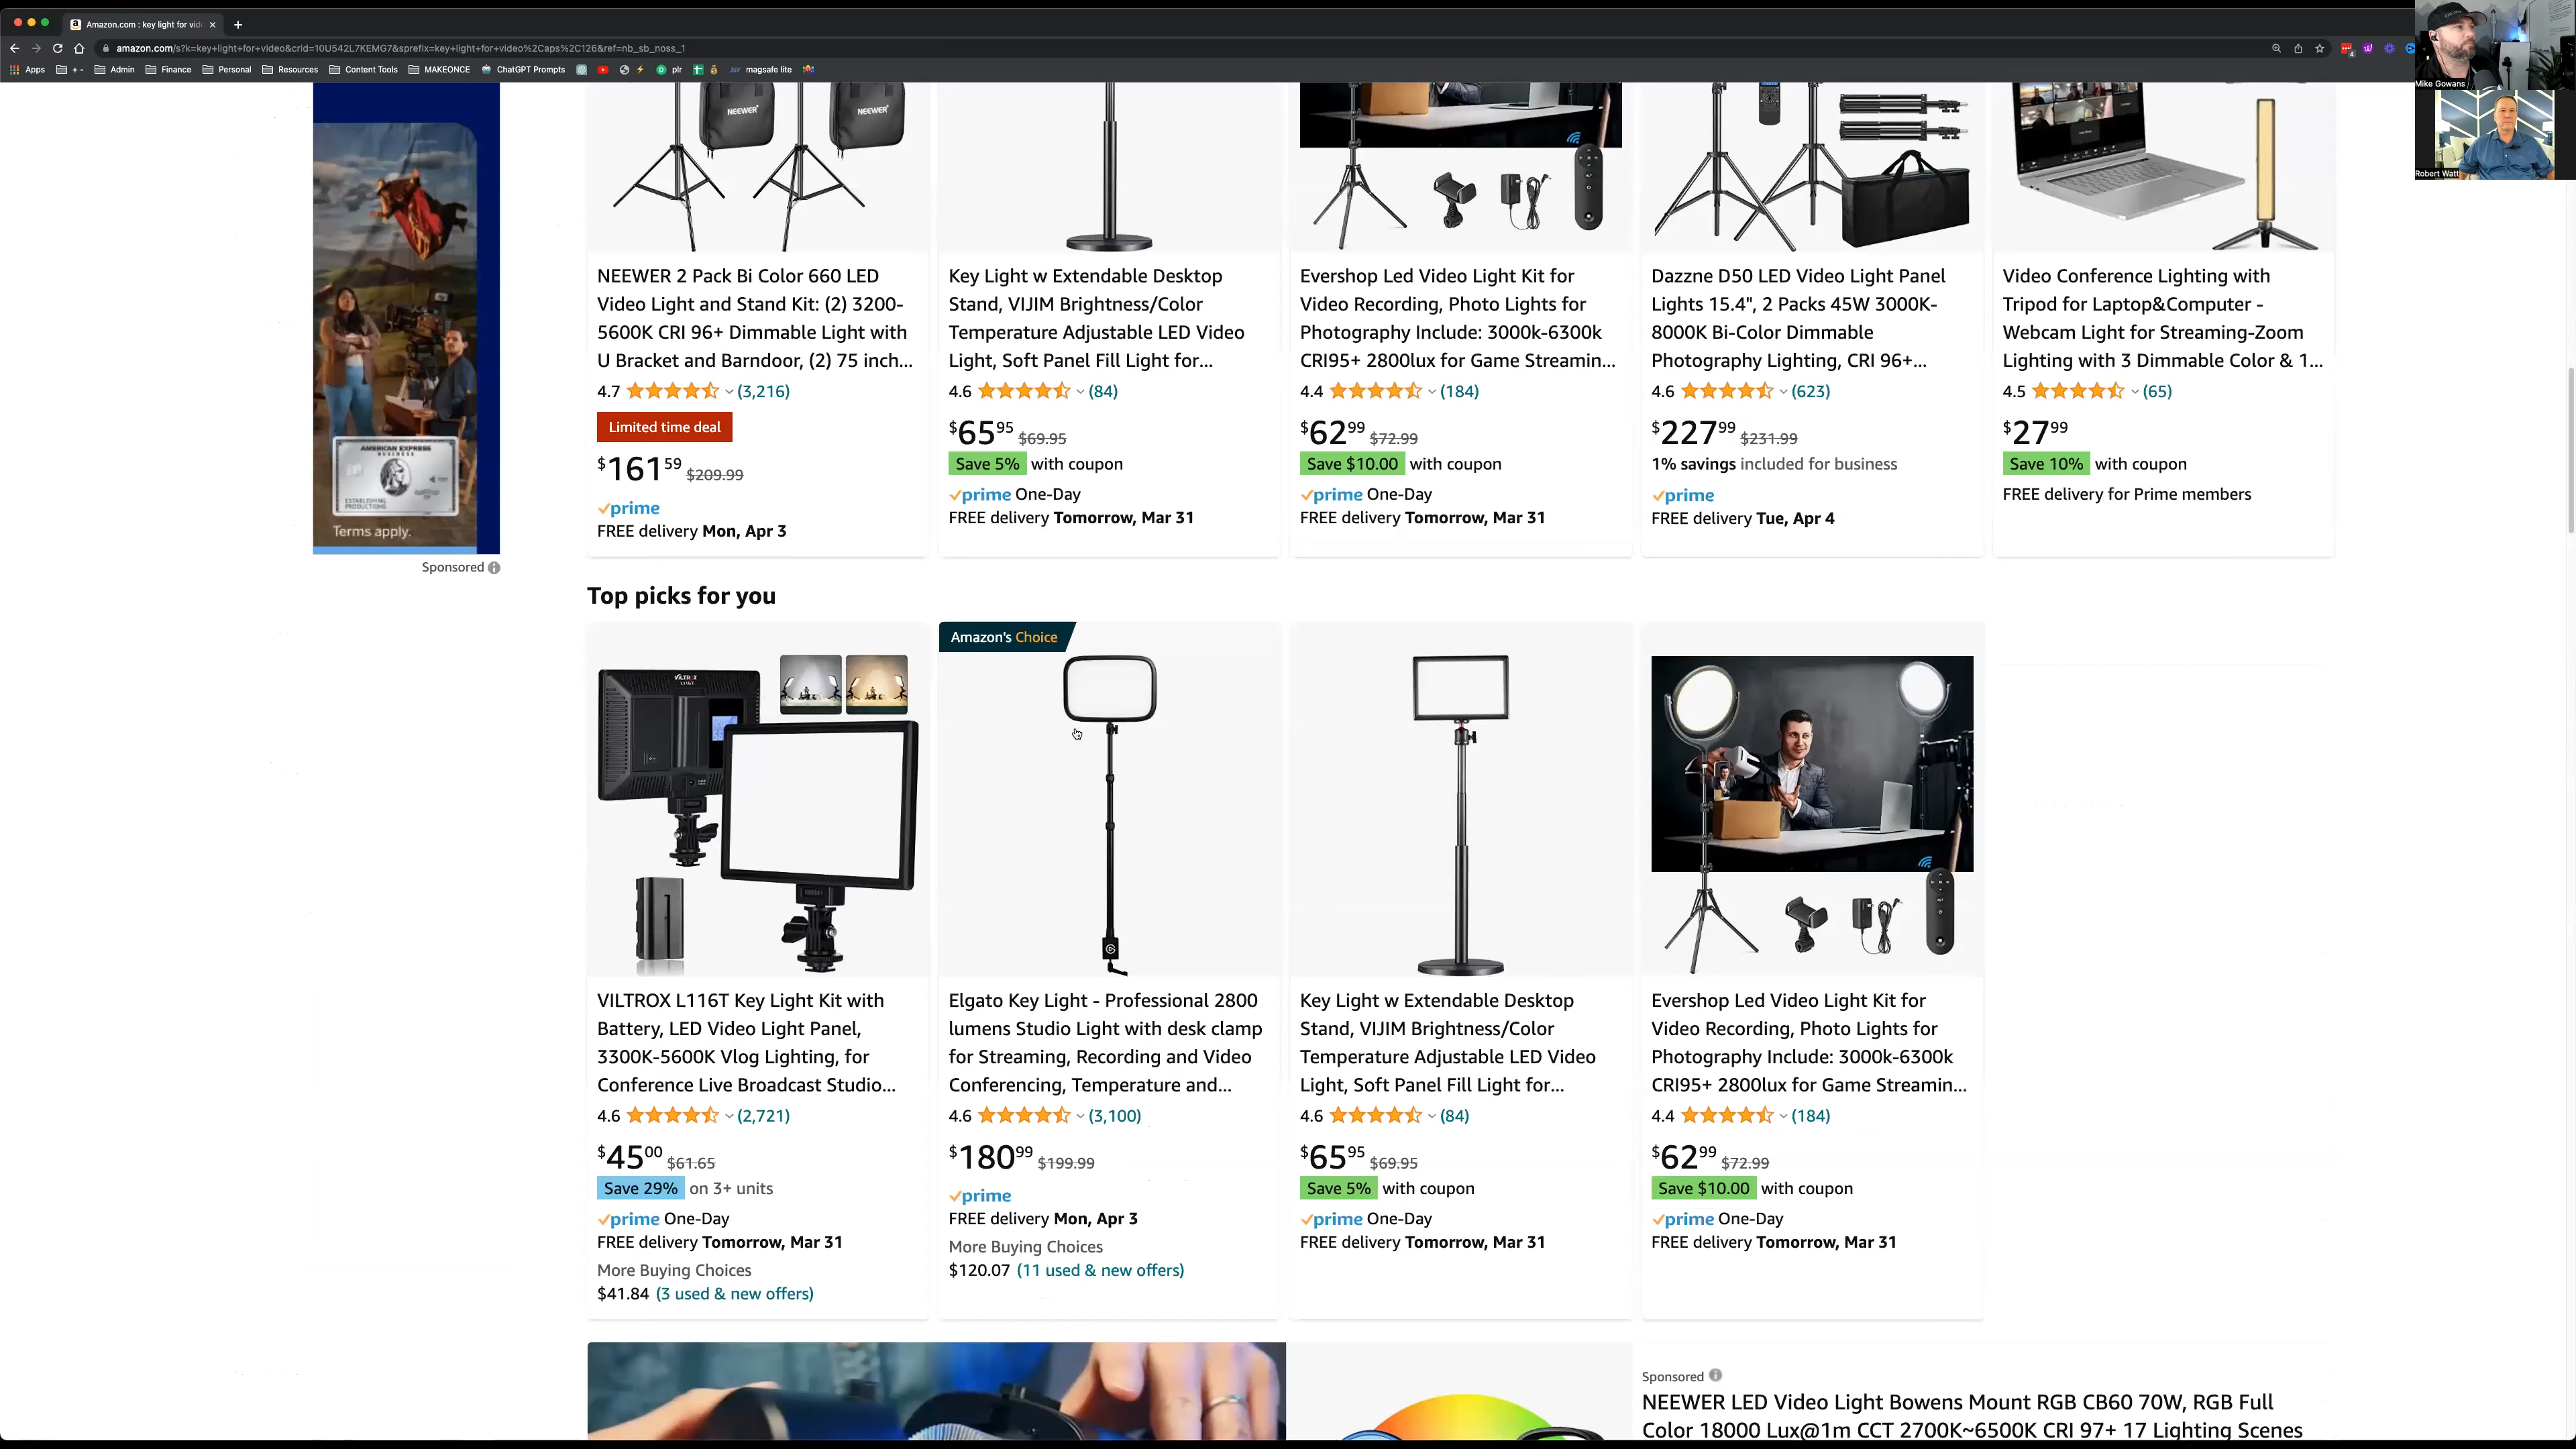 Amazon.com : key light for vid
amazon.com/s?k=key+light+for+video&crid=10U542L7KEMG7&sprefix=key+light+for+video%2Caps%2C126&ref=nb_sb_noss_1
Apps + - Admin Finance Personal Resources Content Tools MAKEONCE ChatGPT Prompts plr magsafe lite
Mike Gowans
Robert Watt
NEEWER NEEWER
AMERICAN EXPRESS
BUSINESS
ESTABLISHING
PRODUCTIONS
Terms apply.
Sponsored
NEEWER 2 Pack Bi Color 660 LED
Video Light and Stand Kit: (2) 3200-
5600K CRI 96+ Dimmable Light with
U Bracket and Barndoor, (2) 75 inch...
4.7 (3,216)
Limited time deal
$161 59 $209.99
prime
FREE delivery Mon, Apr 3
Key Light w Extendable Desktop
Stand, VIJIM Brightness/Color
Temperature Adjustable LED Video
Light, Soft Panel Fill Light for...
4.6 (84)
$65 95 $69.95
Save 5% with coupon
prime One-Day
FREE delivery Tomorrow, Mar 31
Evershop Led Video Light Kit for
Video Recording, Photo Lights for
Photography Include: 3000k-6300k
CRI95+ 2800lux for Game Streamin...
4.4 (184)
$62 99 $72.99
Save $10.00 with coupon
prime One-Day
FREE delivery Tomorrow, Mar 31
Dazzne D50 LED Video Light Panel
Lights 15.4", 2 Packs 45W 3000K-
8000K Bi-Color Dimmable
Photography Lighting, CRI 96+...
4.6 (623)
$227 99 $231.99
1% savings included for business
prime
FREE delivery Tue, Apr 4
Video Conference Lighting with
Tripod for Laptop&Computer -
Webcam Light for Streaming-Zoom
Lighting with 3 Dimmable Color & 1...
4.5 (65)
$27 99
Save 10% with coupon
FREE delivery for Prime members
Top picks for you
VILTROX
L116T
VILTROX L116T Key Light Kit with
Battery, LED Video Light Panel,
3300K-5600K Vlog Lighting, for
Conference Live Broadcast Studio...
4.6 (2,721)
$45 00 $61.65
Save 29% on 3+ units
prime One-Day
FREE delivery Tomorrow, Mar 31
More Buying Choices
$41.84 (3 used & new offers)
Amazon's Choice
Elgato Key Light - Professional 2800
lumens Studio Light with desk clamp
for Streaming, Recording and Video
Conferencing, Temperature and...
4.6 (3,100)
$180 99 $199.99
prime
FREE delivery Mon, Apr 3
More Buying Choices
$120.07 (11 used & new offers)
Key Light w Extendable Desktop
Stand, VIJIM Brightness/Color
Temperature Adjustable LED Video
Light, Soft Panel Fill Light for...
4.6 (84)
$65 95 $69.95
Save 5% with coupon
prime One-Day
FREE delivery Tomorrow, Mar 31
Evershop Led Video Light Kit for
Video Recording, Photo Lights for
Photography Include: 3000k-6300k
CRI95+ 2800lux for Game Streamin...
4.4 (184)
$62 99 $72.99
Save $10.00 with coupon
prime One-Day
FREE delivery Tomorrow, Mar 31
Sponsored
NEEWER LED Video Light Bowens Mount RGB CB60 70W, RGB Full
Color 18000 Lux@1m CCT 2700K~6500K CRI 97+ 17 Lighting Scenes